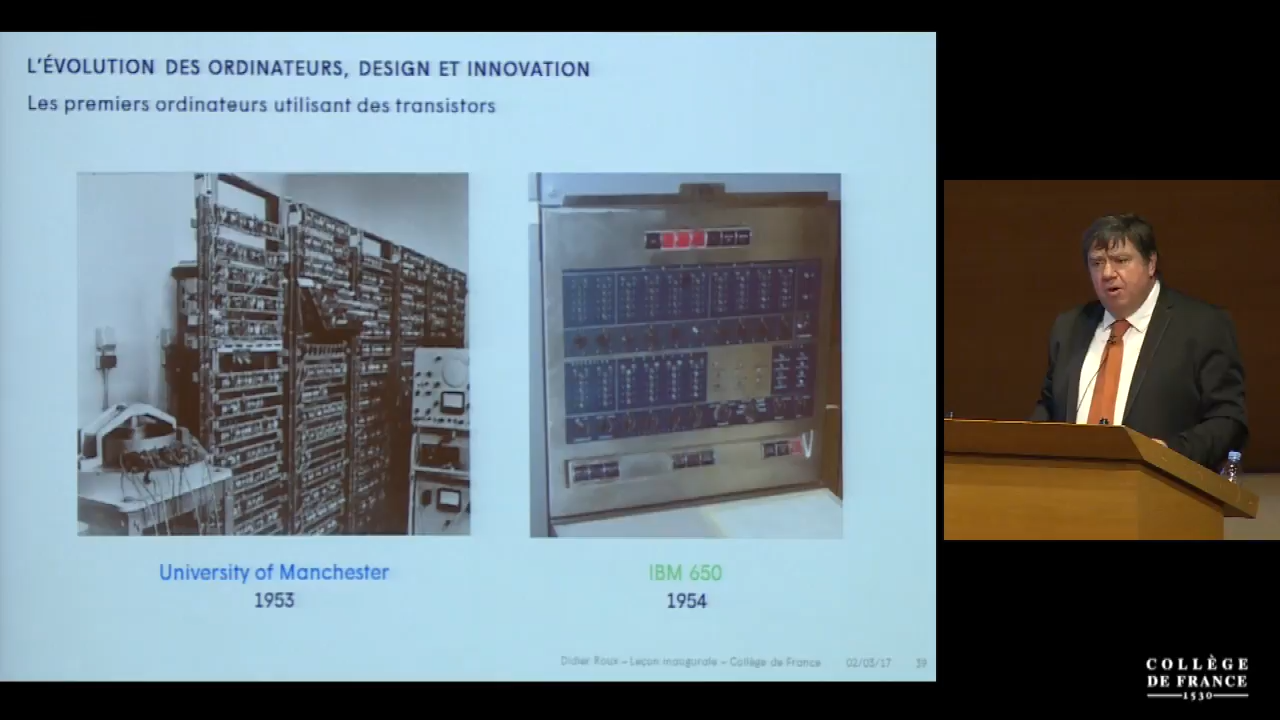 L'ÉVOLUTION DES ORDINATEURS, DESIGN ET INNOVATION
Les premiers ordinateurs utilisant des transistors
University of Manchester
1953
IBM 650
1954
Didier Roux – Leçon inaugurale – Collège de France 02/03/17 39
COLLÈGE
DE FRANCE
1530